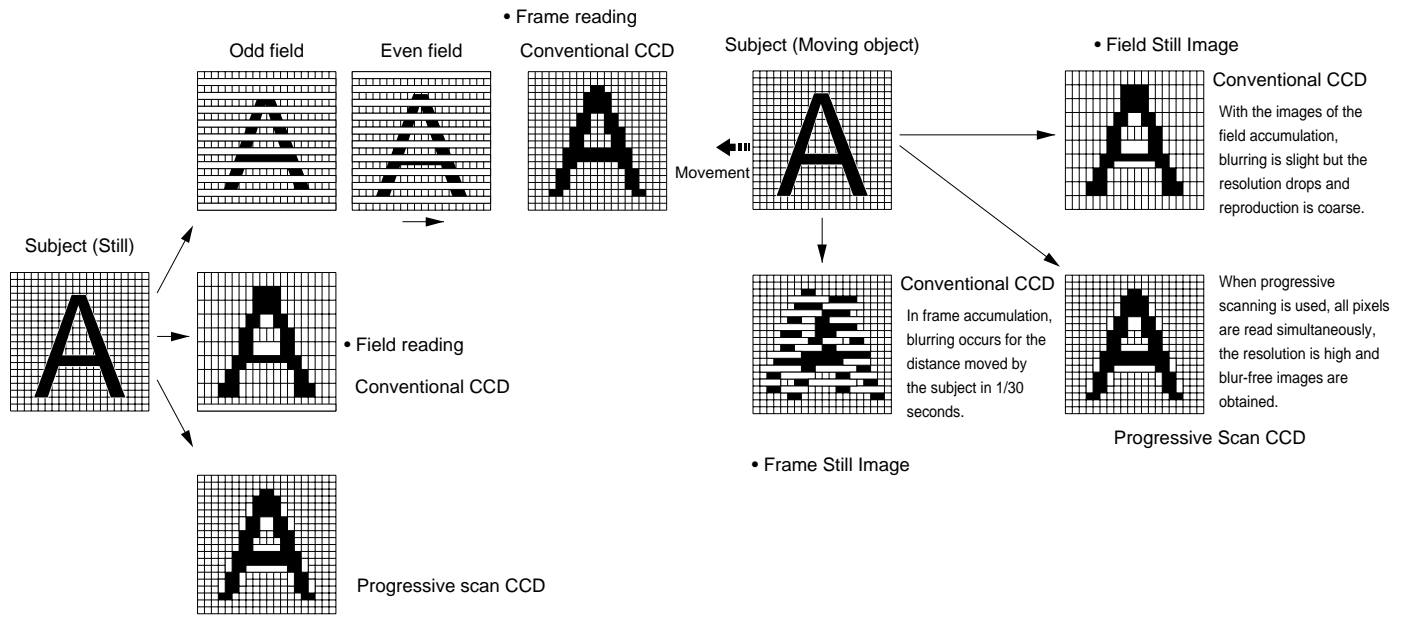 • Frame reading
Odd field
Even field
Conventional CCD
Subject (Still)
• Field reading
Conventional CCD
Progressive scan CCD
Subject (Moving object)
Movement
• Field Still Image
Conventional CCD
With the images of the
field accumulation,
blurring is slight but the
resolution drops and
reproduction is coarse.
Conventional CCD
In frame accumulation,
blurring occurs for the
distance moved by
the subject in 1/30
seconds.
• Frame Still Image
When progressive
scanning is used, all pixels
are read simultaneously,
the resolution is high and
blur-free images are
obtained.
Progressive Scan CCD